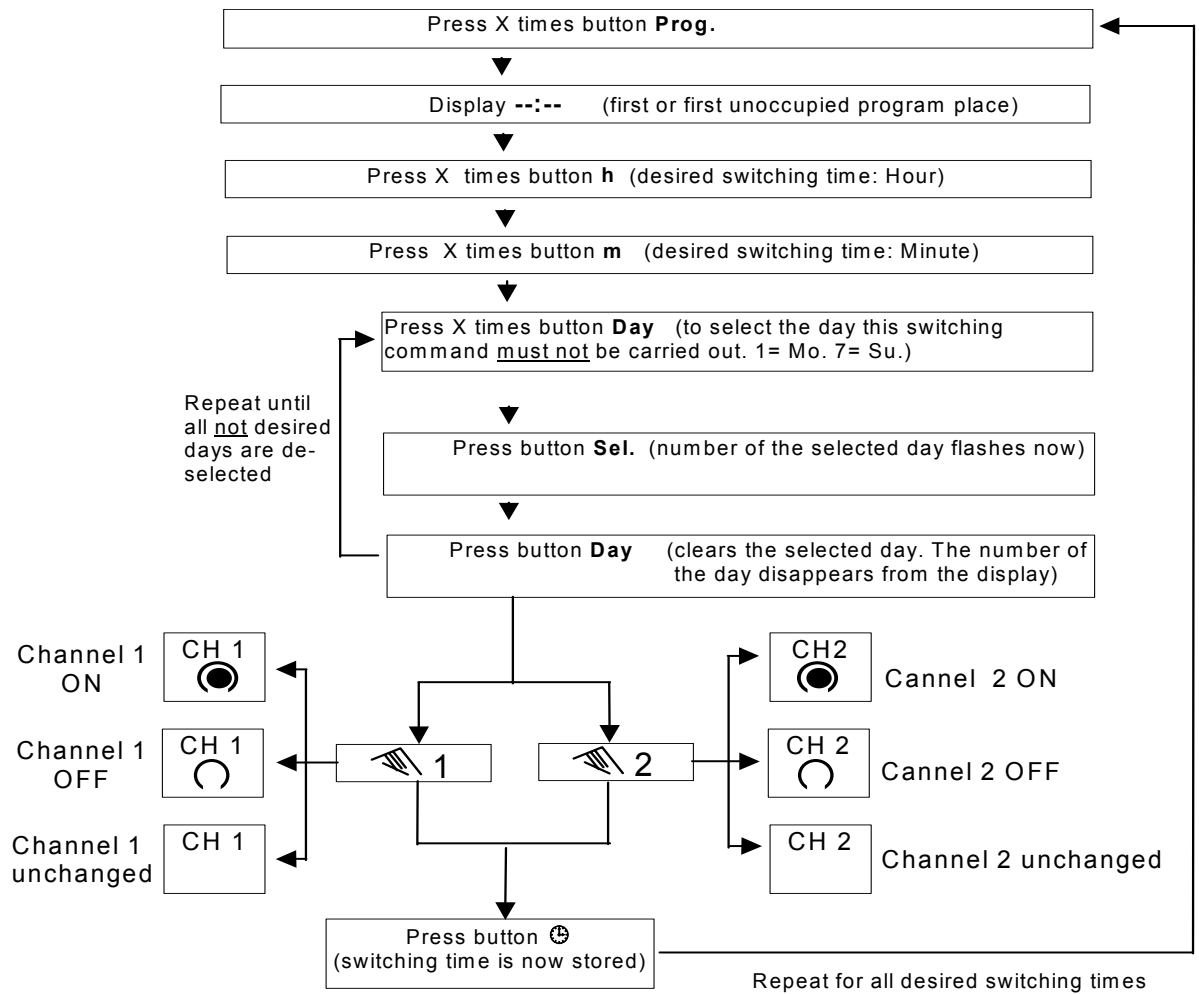 Press X times button Prog.
Display --:-- (first or first unoccupied program place)
Press X times button h (desired switching time: Hour)
Press X times button m (desired switching time: Minute)
Press X times button Day (to select the day this switching
command must not be carried out. 1= Mo. 7= Su.)
Repeat until
all not desired
days are de-
selected
Press button Sel. (number of the selected day flashes now)
Press button Day (clears the selected day. The number of
the day disappears from the display)
Channel 1
ON
CH 1
CH2
Cannel 2 ON
Channel 1
OFF
CH 1
1
2
CH 2
Cannel 2 OFF
Channel 1
unchanged
CH 1
CH 2
Channel 2 unchanged
Press button
(switching time is now stored)
Repeat for all desired switching times